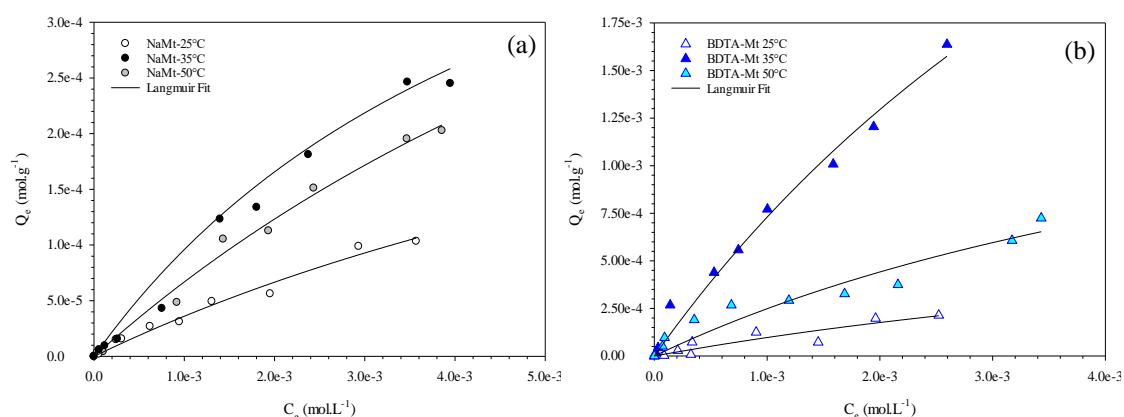 3.0e-4
2.5e-4
2.0e-4
1.5e-4
1.0e-4
5.0e-5
0.0
Qe (mol.g-1)
NaMt-25°C
NaMt-35°C
NaMt-50°C
Langmuir Fit
(a)
0.0 1.0e-3 2.0e-3 3.0e-3 4.0e-3 5.0e-3
Ce (mol.L-1)
1.75e-3
1.50e-3
1.25e-3
1.00e-3
7.50e-4
5.00e-4
2.50e-4
0.00
Qe (mol.g-1)
BDTA-Mt 25°C
BDTA-Mt 35°C
BDTA-Mt 50°C
Langmuir Fit
(b)
0.0 1.0e-3 2.0e-3 3.0e-3 4.0e-3
Ce (mol.L-1)